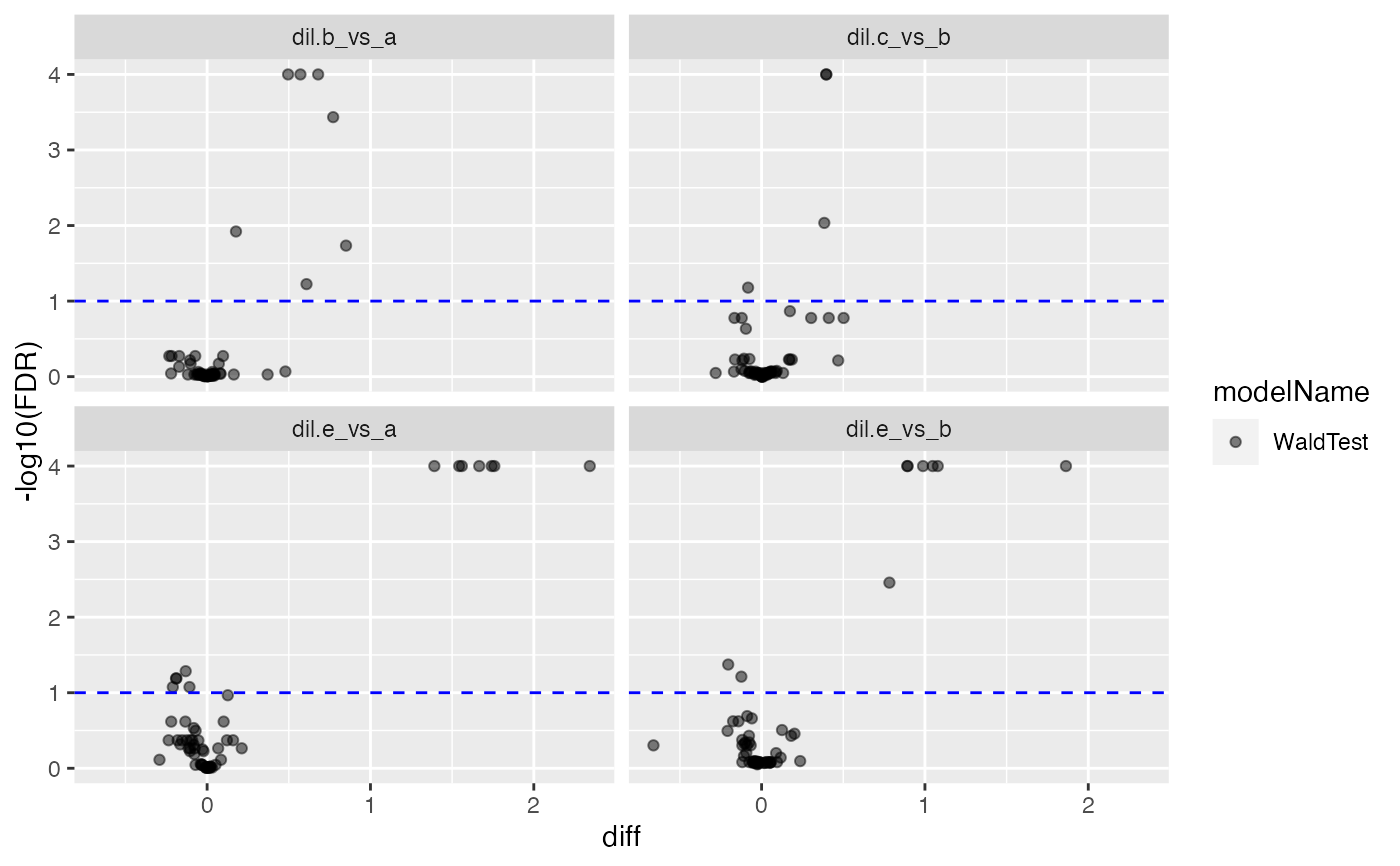 dil.b_vs_a
dil.c_vs_b
4
3
2
1
0
dil.e_vs_a
dil.e_vs_b
4
3
2
1
0
0
1
2
0
1
2
diff
-log10(FDR)
modelName
WaldTest